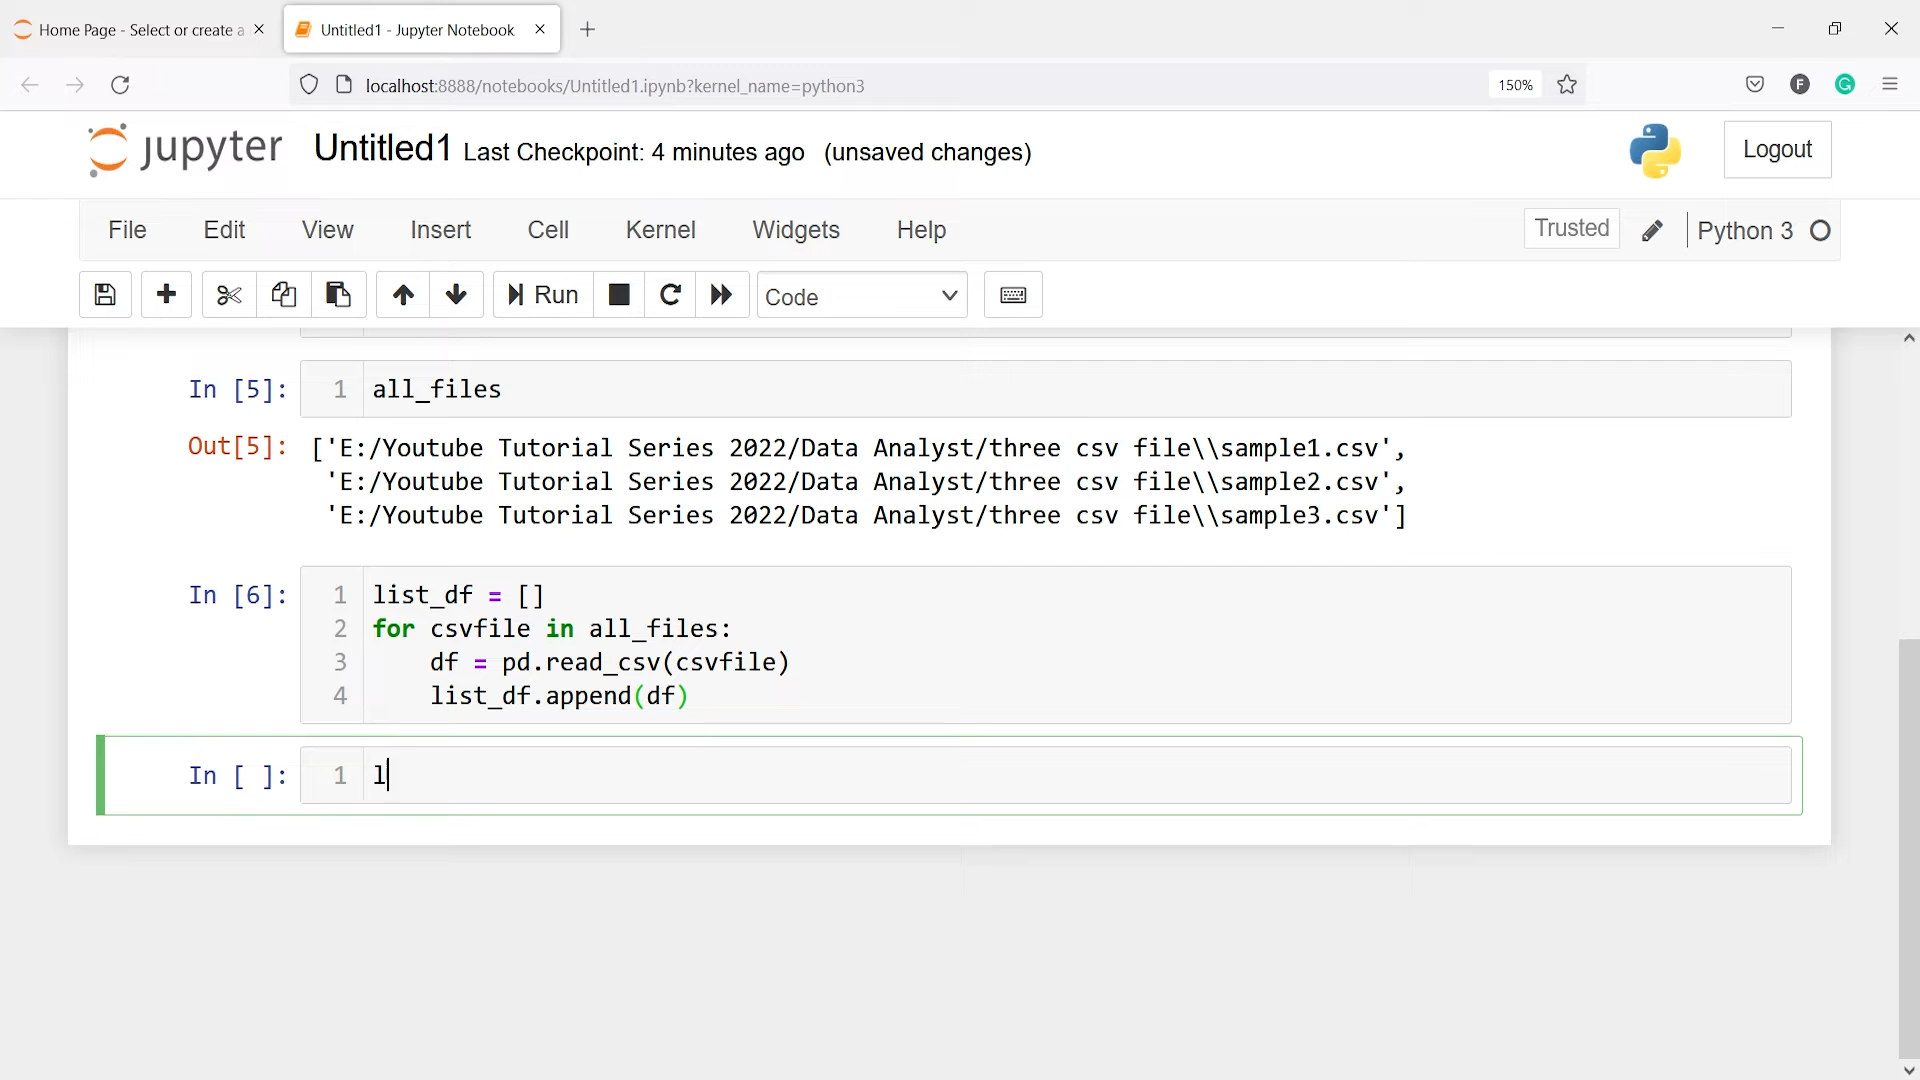 Home Page - Select or create a
Untitled1 - Jupyter Notebook
localhost:8888/notebooks/Untitled1.ipynb?kernel_name=python3
150%
F
G
jupyter Untitled1 Last Checkpoint: 4 minutes ago (unsaved changes)
Logout
File Edit View Insert Cell Kernel Widgets Help
Trusted
Python 3
Run
Code
In [5]: 1 all_files
Out[5]: ['E:/Youtube Tutorial Series 2022/Data Analyst/three csv file\\sample1.csv',
'E:/Youtube Tutorial Series 2022/Data Analyst/three csv file\\sample2.csv',
'E:/Youtube Tutorial Series 2022/Data Analyst/three csv file\\sample3.csv']
In [6]: 1 list_df = []
2 for csvfile in all_files:
3 df = pd.read_csv(csvfile)
4 list_df.append(df)
In [ ]: 1 l